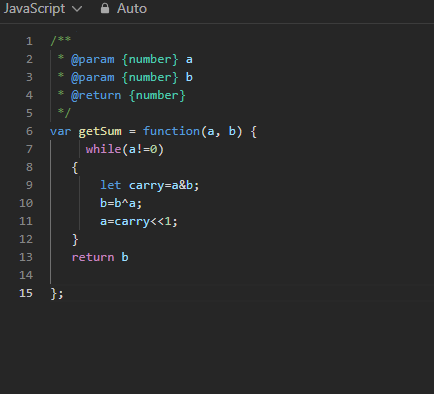 JavaScript Auto
1 /**
2  * @param {number} a
3  * @param {number} b
4  * @return {number}
5  */
6 var getSum = function(a, b) {
7      while(a!=0)
8    {
9        let carry=a&b;
10        b=b^a;
11        a=carry<<1;
12    }
13    return b
14
15 };